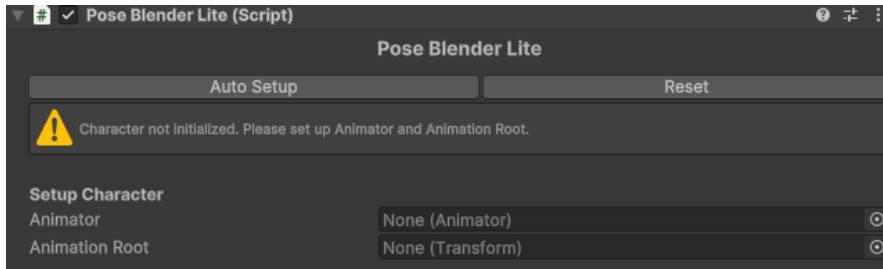 # Pose Blender Lite (Script)
Pose Blender Lite
Auto Setup Reset
Character not initialized. Please set up Animator and Animation Root.
Setup Character
Animator None (Animator)
Animation Root None (Transform)